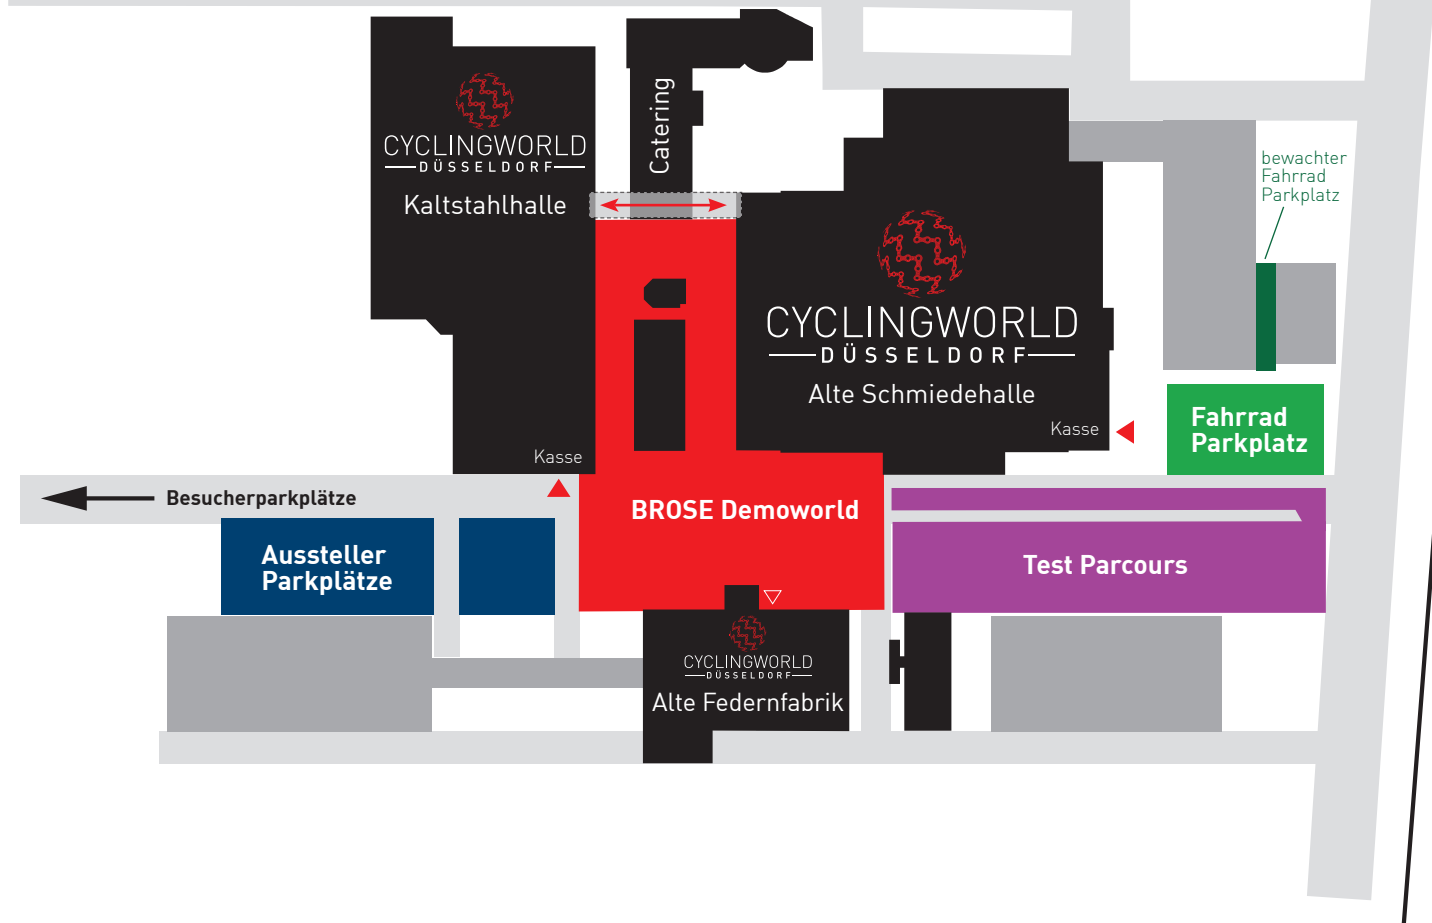 CYCLINGWORLD
DÜSSELDORF
Kaltstahlhalle
Catering
bewachter
Fahrrad
Parkplatz
CYCLINGWORLD
DÜSSELDORF
Alte Schmiedehalle
Kasse
Fahrrad
Parkplatz
Kasse
Besucherparkplätze
BROSE Demoworld
Aussteller
Parkplätze
Test Parcours
CYCLINGWORLD
DÜSSELDORF
Alte Federnfabrik